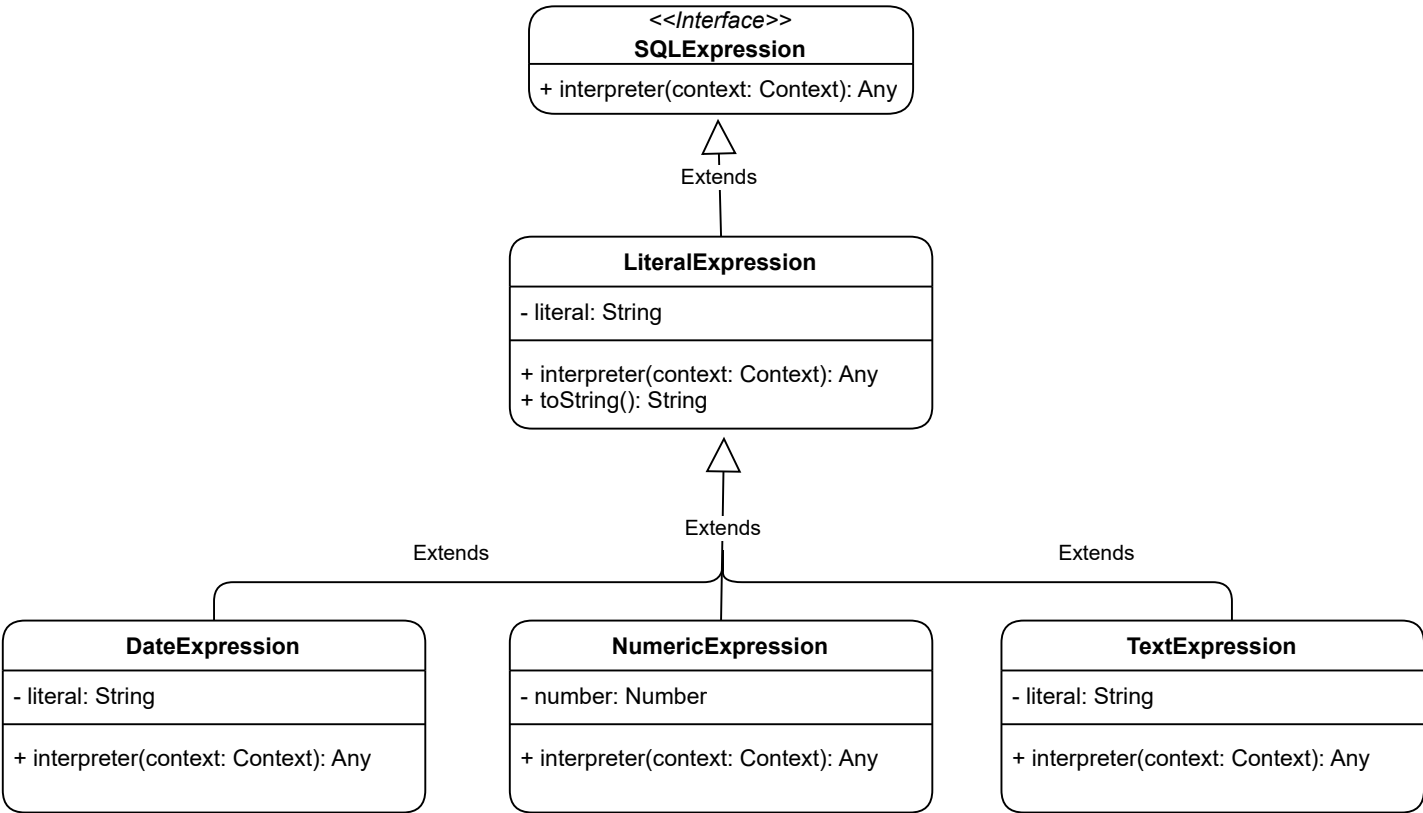 <<Interface>>
SQLExpression
+ interpreter(context: Context): Any
Extends
LiteralExpression
- literal: String
+ interpreter(context: Context): Any
+ toString(): String
Extends
Extends
Extends
DateExpression
- literal: String
+ interpreter(context: Context): Any
NumericExpression
- number: Number
+ interpreter(context: Context): Any
TextExpression
- literal: String
+ interpreter(context: Context): Any